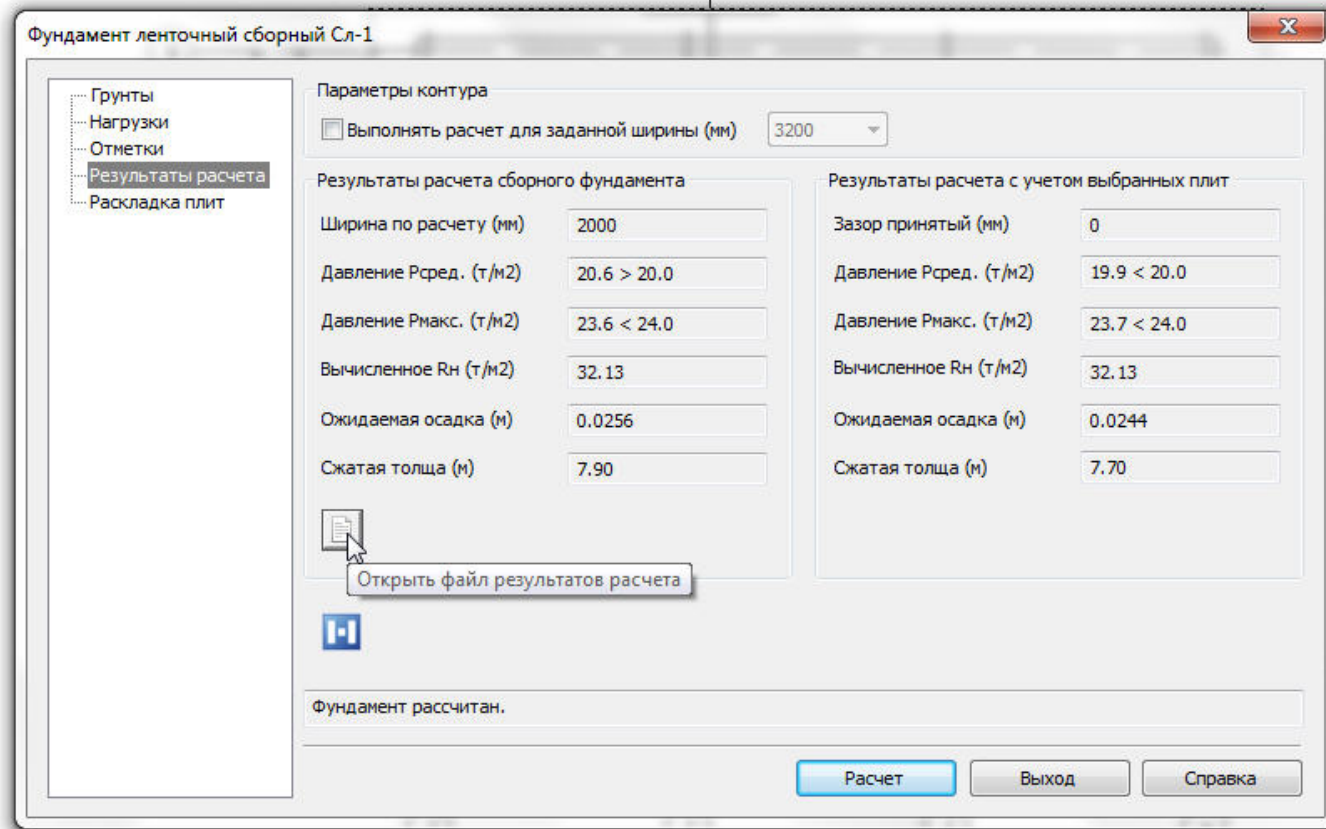 Фундамент ленточный сборный Сл-1
Грунты
Нагрузки
Отметки
Результаты расчета
Раскладка плит
Параметры контура
Выполнять расчет для заданной ширины (мм) 3200
Результаты расчета сборного фундамента
Ширина по расчету (мм) 2000
Давление Pсред. (т/м2) 20.6 > 20.0
Давление Pмакс. (т/м2) 23.6 < 24.0
Вычисленное Rн (т/м2) 32.13
Ожидаемая осадка (м) 0.0256
Сжатая толща (м) 7.90
Открыть файл результатов расчета
Результаты расчета с учетом выбранных плит
Зазор принятый (мм) 0
Давление Pсред. (т/м2) 19.9 < 20.0
Давление Pмакс. (т/м2) 23.7 < 24.0
Вычисленное Rн (т/м2) 32.13
Ожидаемая осадка (м) 0.0244
Сжатая толща (м) 7.70
Фундамент рассчитан.
Расчет Выход Справка